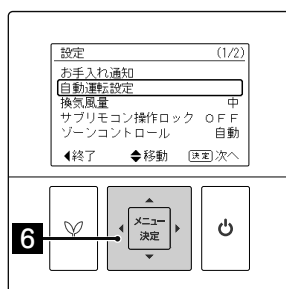 設定 (1/2)
お手入れ通知
自動運転設定
換気風量 中
サブリモコン操作ロック OFF
ゾーンコントロール 自動
◀終了 ◆移動 決定次へ
6
メニュー
決定